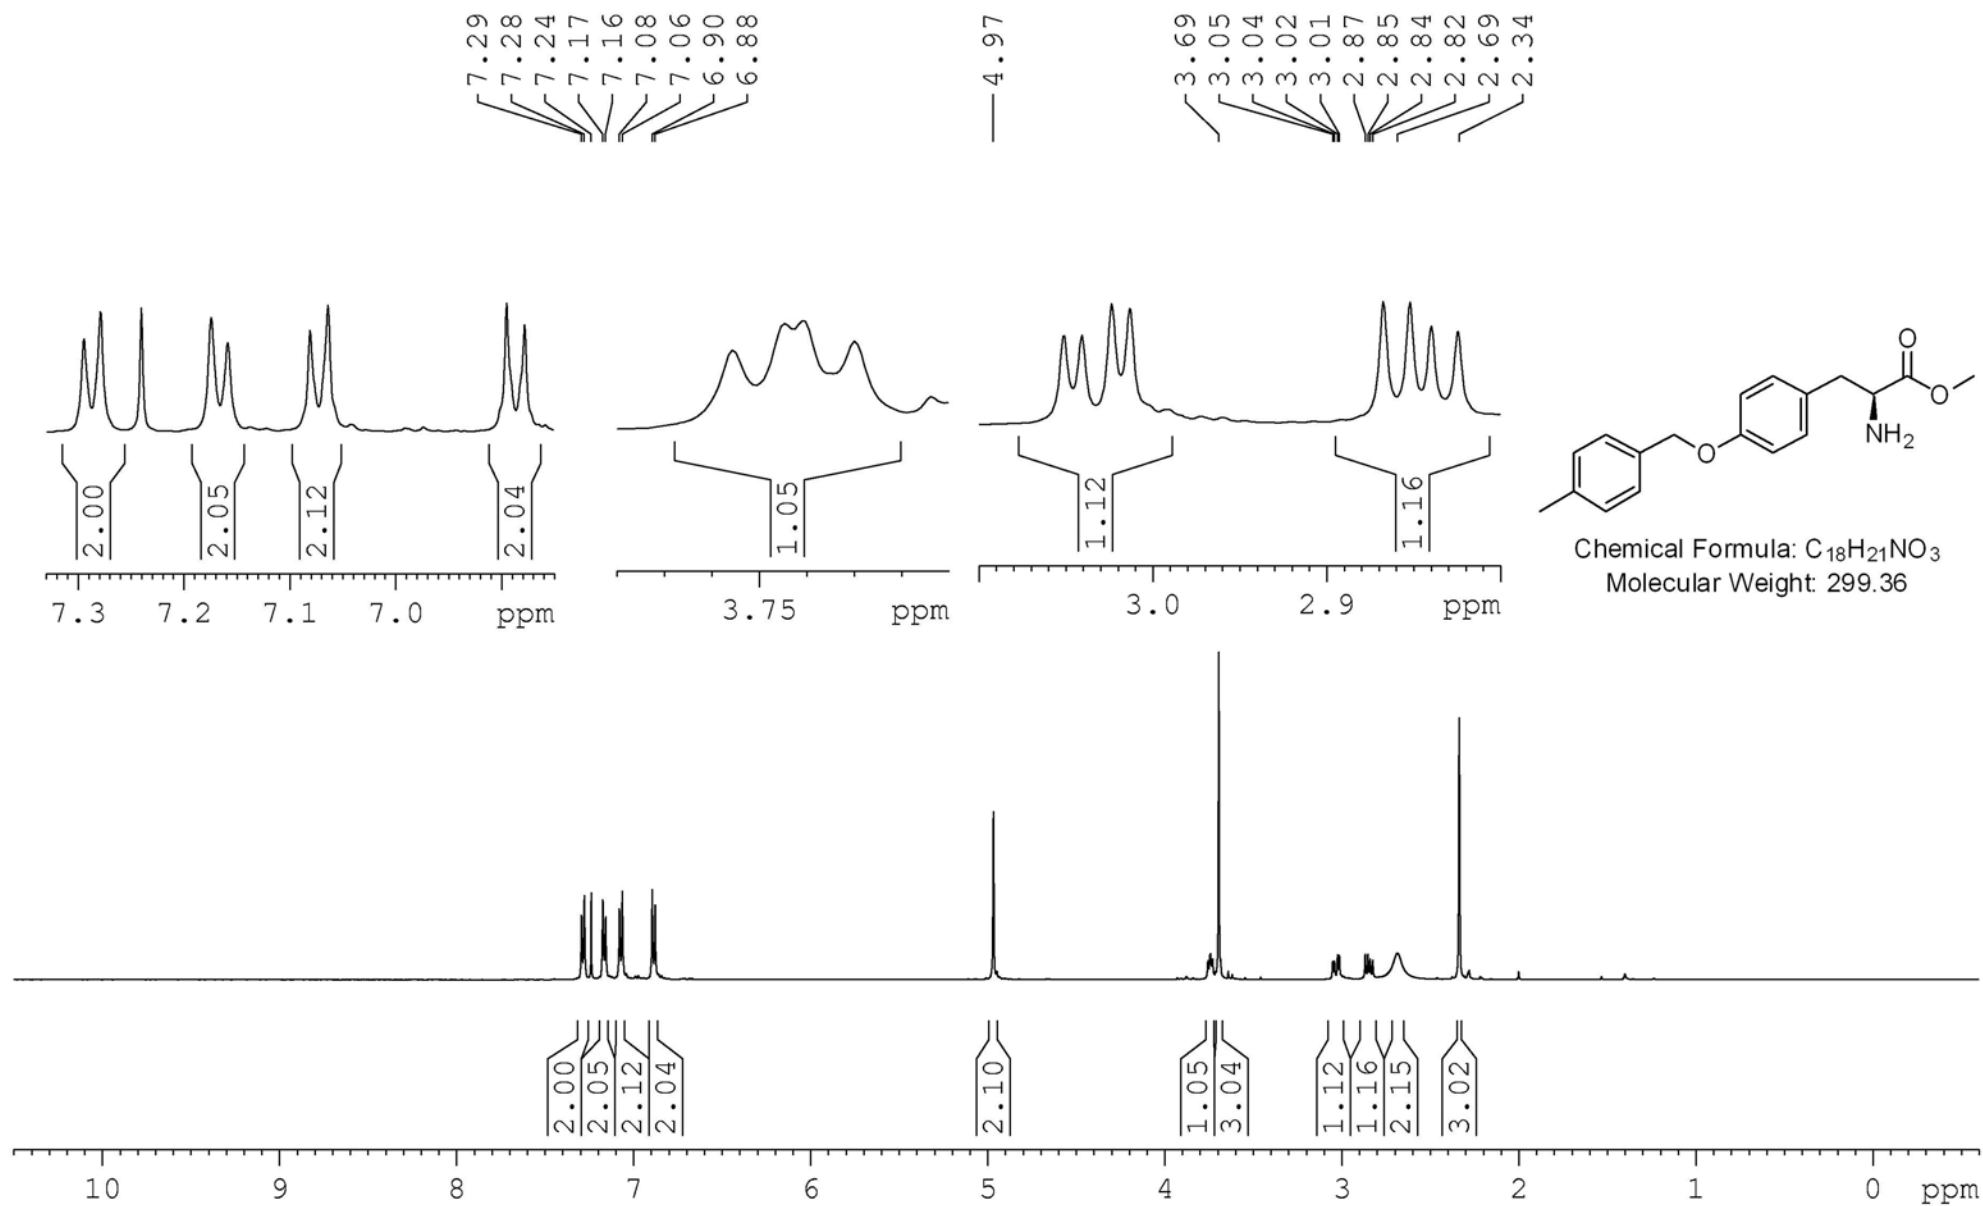 7.29 7.28 7.24 7.17 7.16 7.08 7.06 6.90 6.88 4.97 3.69 3.05 3.04 3.02 3.01 2.87 2.85 2.84 2.82 2.69 2.34
O
O
NH2
O
2.00 2.05 2.12 2.04 1.05 1.12 1.16
7.3 7.2 7.1 7.0 ppm 3.75 ppm 3.0 2.9 ppm
Chemical Formula: C18H21NO3
Molecular Weight: 299.36
2.00 2.05 2.12 2.04 2.10 1.05 3.04 1.12 1.16 2.15 3.02
10 9 8 7 6 5 4 3 2 1 0 ppm